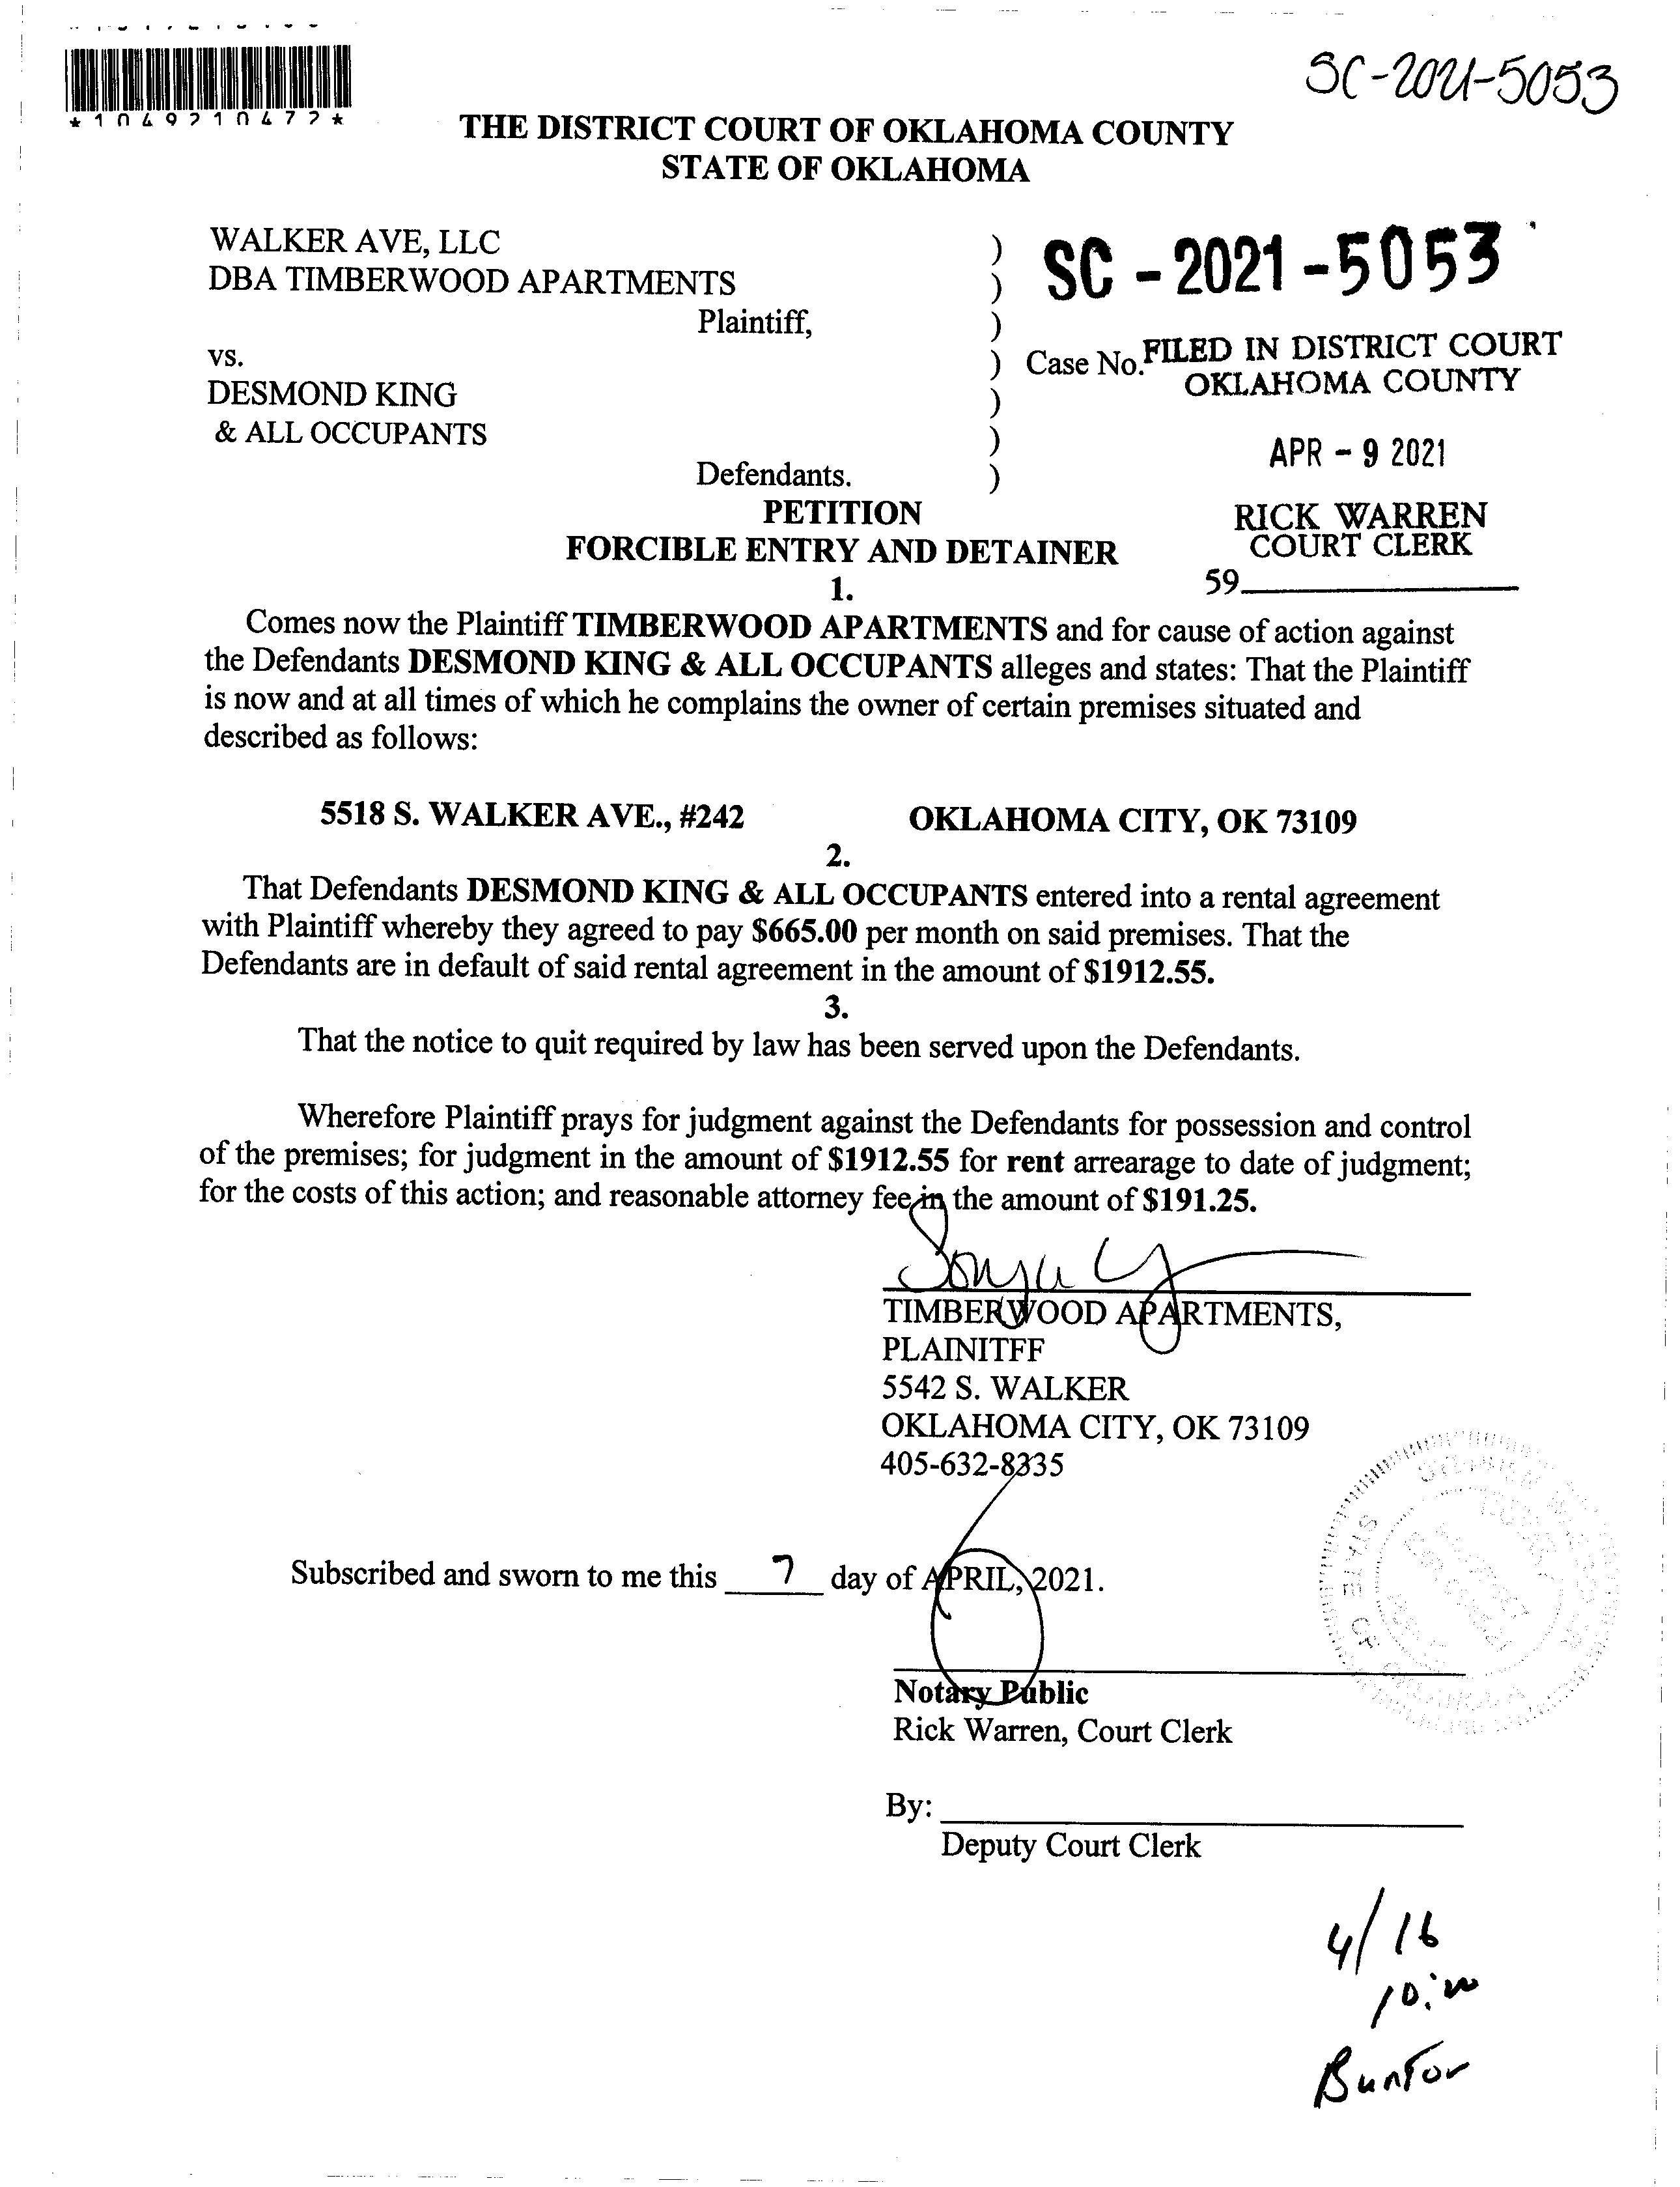 SC-2021-5053
*1049210472*
THE DISTRICT COURT OF OKLAHOMA COUNTY
STATE OF OKLAHOMA
WALKER AVE, LLC )
DBA TIMBERWOOD APARTMENTS )
Plaintiff, )
vs. )
DESMOND KING )
& ALL OCCUPANTS )
Defendants. )
SC - 2021 - 5053
Case No.
FILED IN DISTRICT COURT
OKLAHOMA COUNTY
APR - 9 2021
RICK WARREN
COURT CLERK
59
PETITION
FORCIBLE ENTRY AND DETAINER
1.
Comes now the Plaintiff TIMBERWOOD APARTMENTS and for cause of action against
the Defendants DESMOND KING & ALL OCCUPANTS alleges and states: That the Plaintiff
is now and at all times of which he complains the owner of certain premises situated and
described as follows:
5518 S. WALKER AVE., #242 OKLAHOMA CITY, OK 73109
2.
That Defendants DESMOND KING & ALL OCCUPANTS entered into a rental agreement
with Plaintiff whereby they agreed to pay $665.00 per month on said premises. That the
Defendants are in default of said rental agreement in the amount of $1912.55.
3.
That the notice to quit required by law has been served upon the Defendants.
Wherefore Plaintiff prays for judgment against the Defendants for possession and control
of the premises; for judgment in the amount of $1912.55 for rent arrearage to date of judgment;
for the costs of this action; and reasonable attorney fee in the amount of $191.25.
TIMBERWOOD APARTMENTS,
PLAINITFF
5542 S. WALKER
OKLAHOMA CITY, OK 73109
405-632-8335
Subscribed and sworn to me this 7 day of APRIL, 2021.
Notary Public
Rick Warren, Court Clerk
By:
Deputy Court Clerk
STATE OF
4/16
Buntor